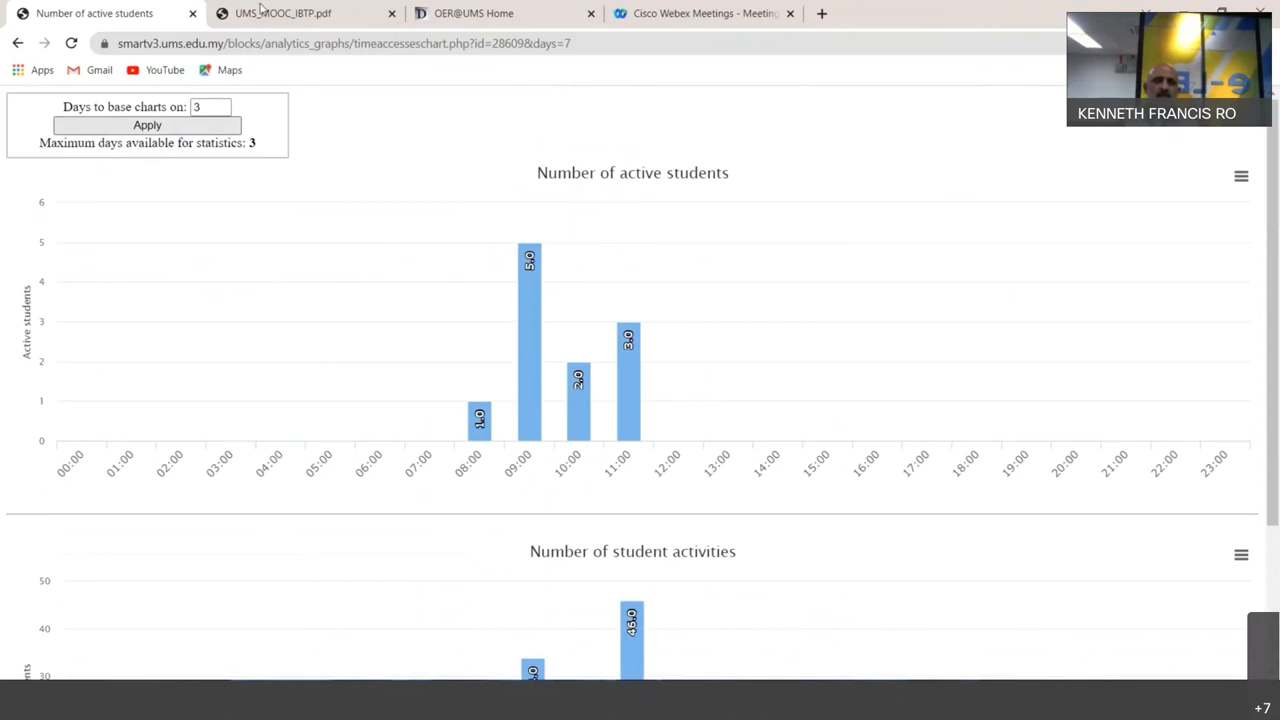 Number of active students
UMS_MOOC_IBTP.pdf
OER@UMS Home
Cisco Webex Meetings - Meeting
smartv3.ums.edu.my/blocks/analytics_graphs/timeaccesseschart.php?id=28609&days=7
Apps
Gmail
YouTube
Maps
KENNETH FRANCIS RO
Days to base charts on: 3
Apply
Maximum days available for statistics: 3
Number of active students
6
5
4
3
2
1
0
Active students
1.0
5.0
2.0
3.0
00:00 01:00 02:00 03:00 04:00 05:00 06:00 07:00 08:00 09:00 10:00 11:00 12:00 13:00 14:00 15:00 16:00 17:00 18:00 19:00 20:00 21:00 22:00 23:00
Number of student activities
50
40
30
+7